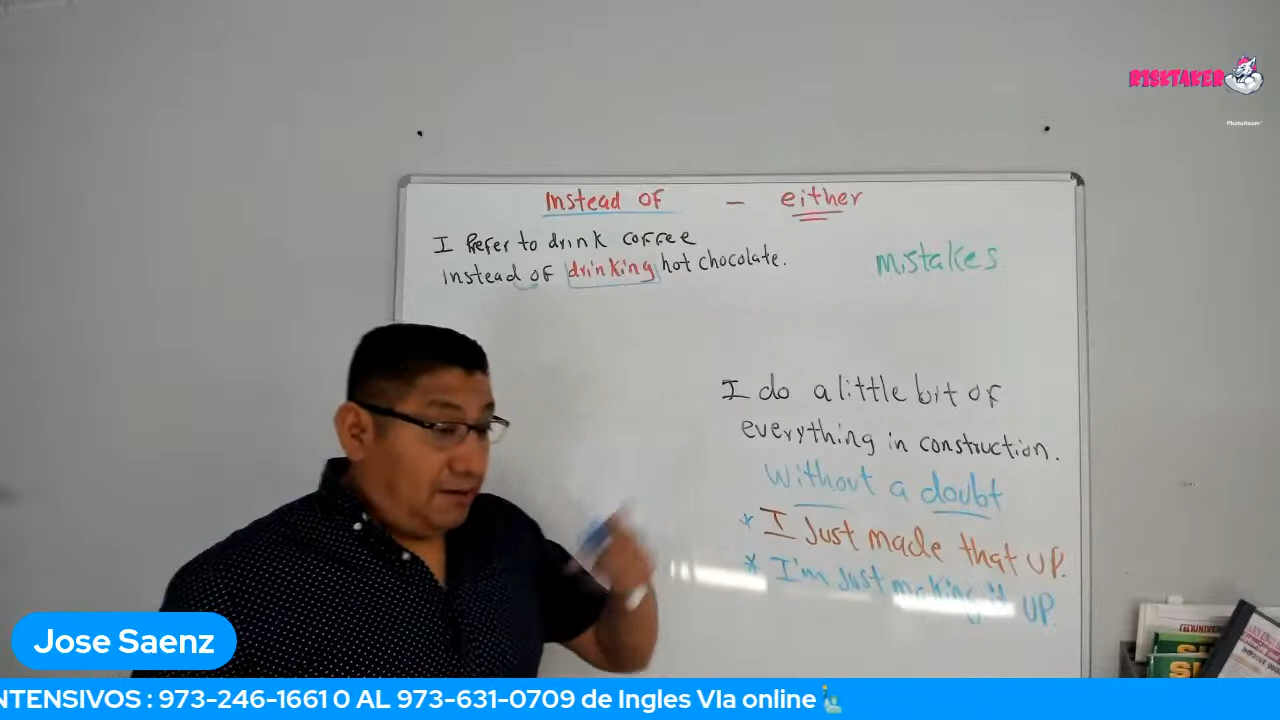 RISKTAKER
PhotoRoom
Instead of — either
I Prefer to drink coffee
instead of drinking hot chocolate.
mistakes
I do a little bit of
everything in construction.
Without a doubt
* I Just made that UP.
* I'm Just making it UP.
Jose Saenz
NTENSIVOS : 973-246-1661 0 AL 973-631-0709 de Ingles VIa online